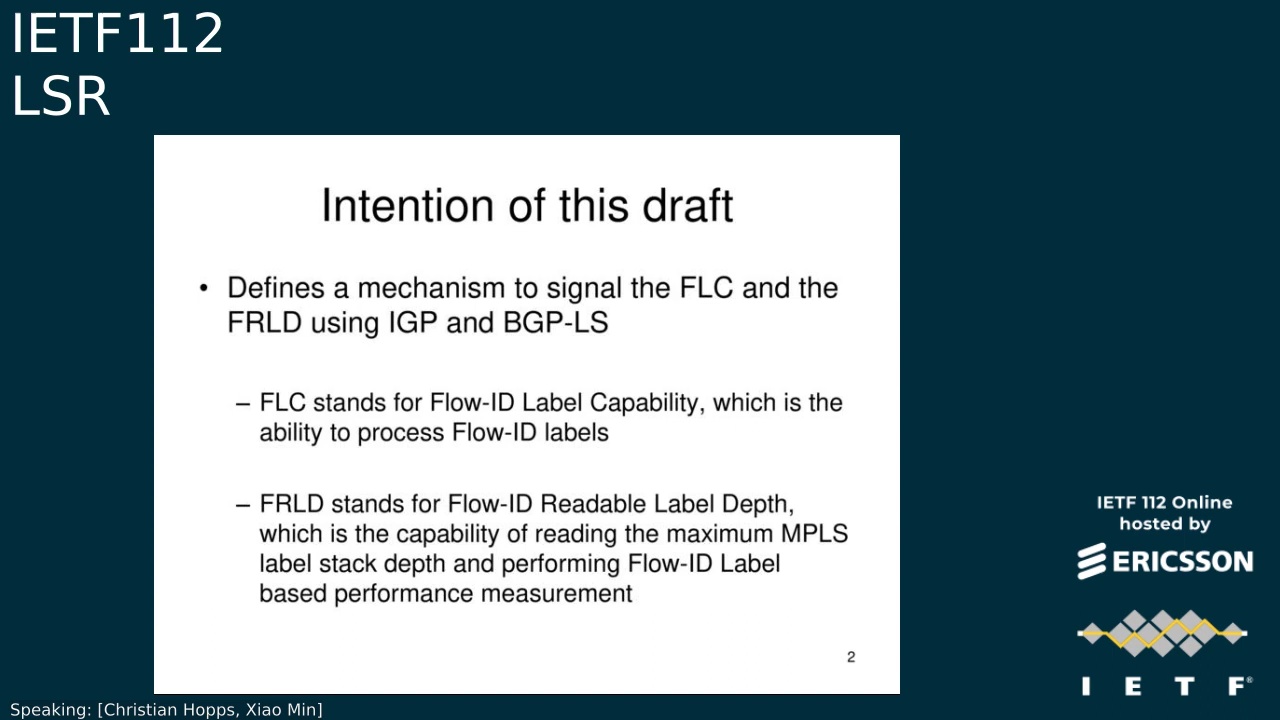 IETF112
LSR
Intention of this draft
• Defines a mechanism to signal the FLC and the
FRLD using IGP and BGP-LS
– FLC stands for Flow-ID Label Capability, which is the
ability to process Flow-ID labels
– FRLD stands for Flow-ID Readable Label Depth,
which is the capability of reading the maximum MPLS
label stack depth and performing Flow-ID Label
based performance measurement
2
IETF 112 Online
hosted by
ERICSSON
I E T F®
Speaking: [Christian Hopps, Xiao Min]